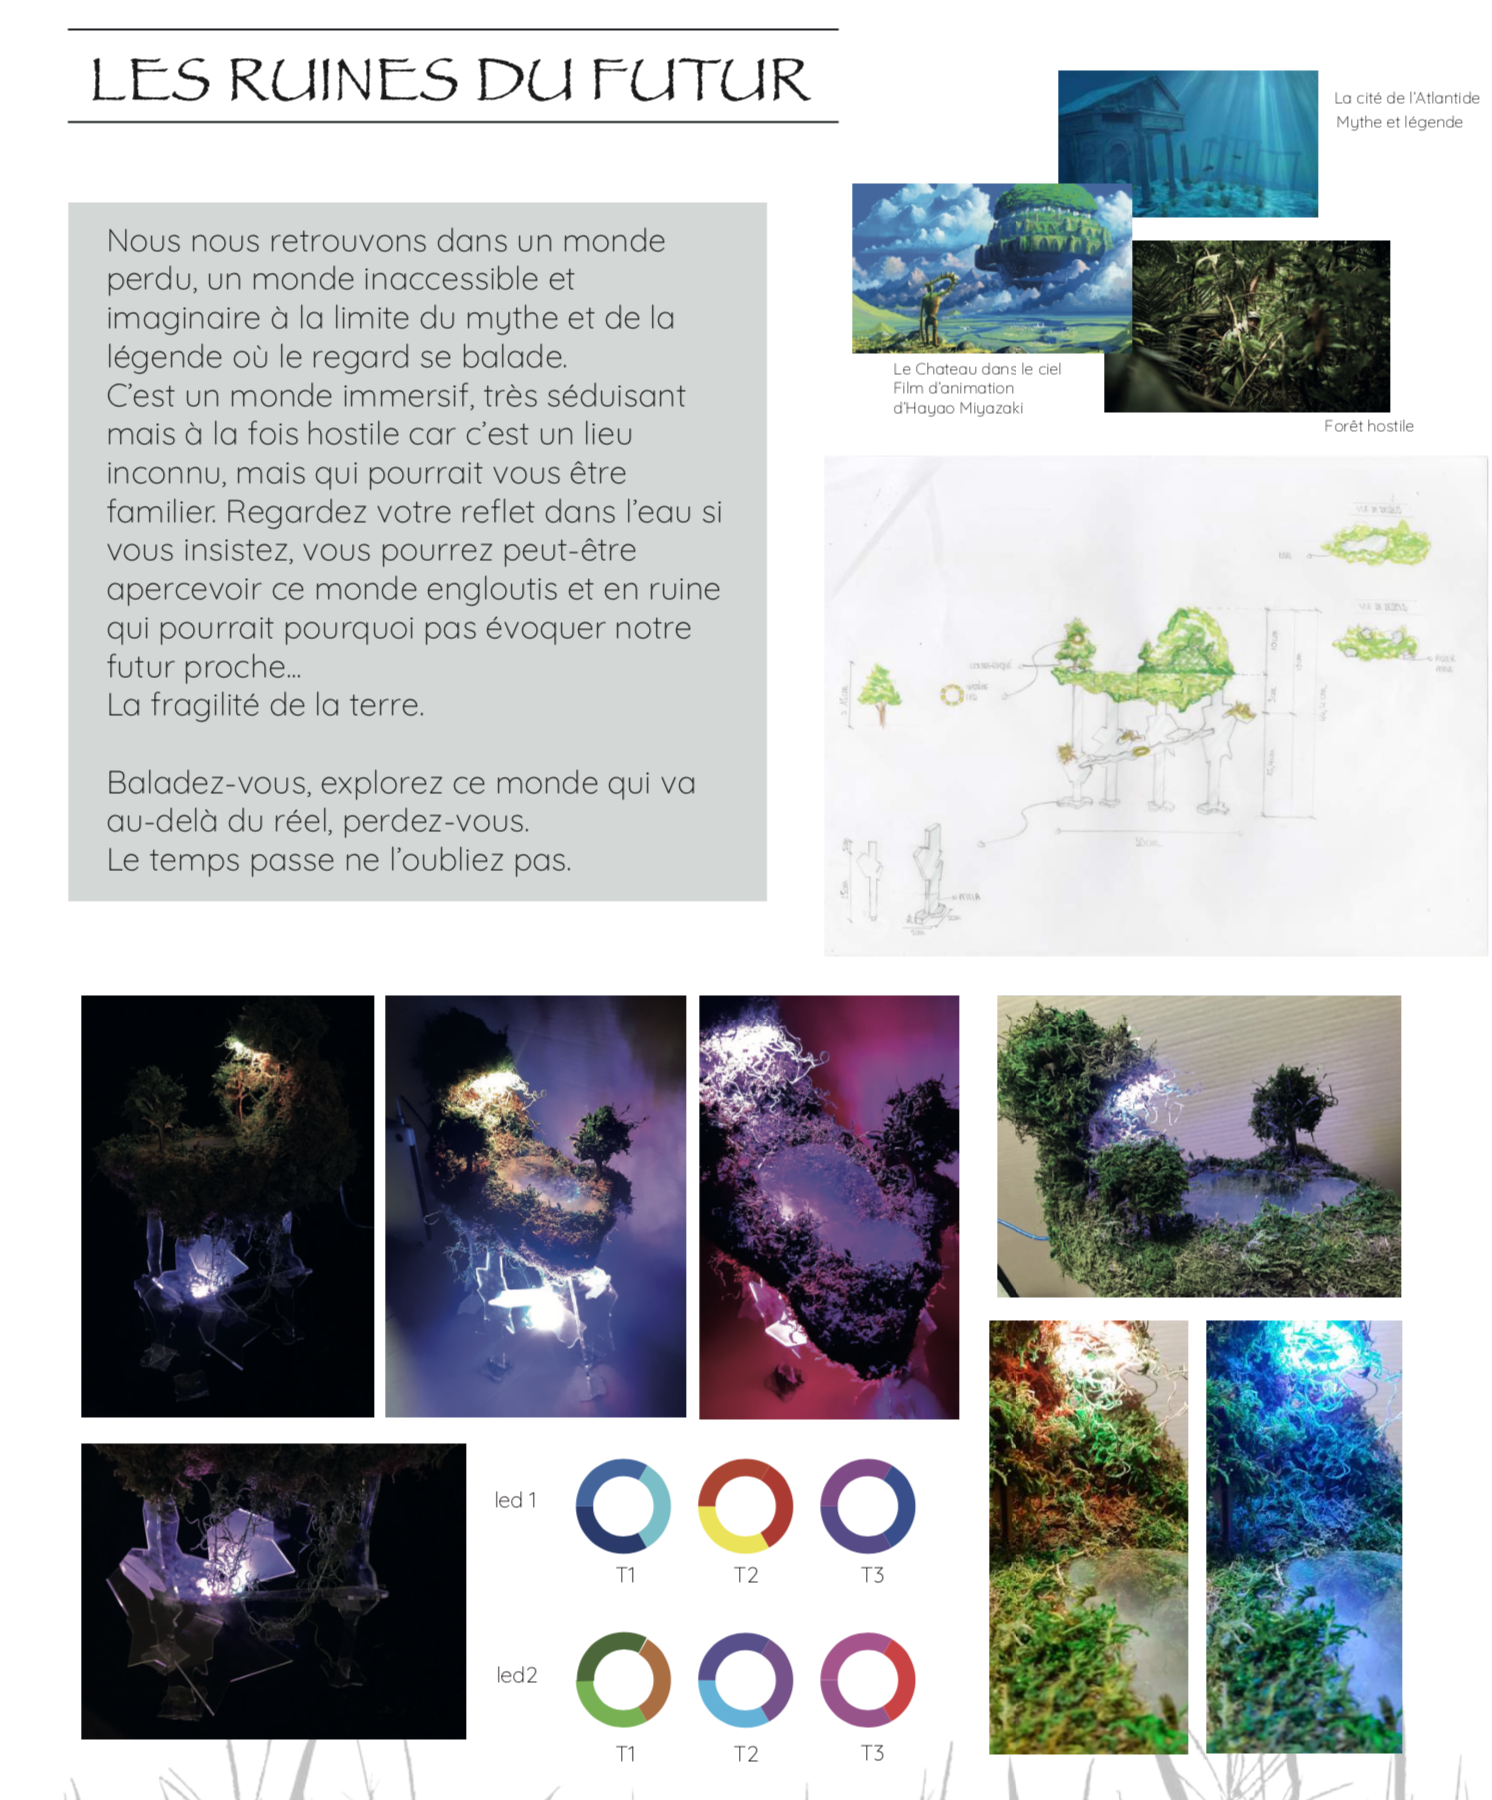 LES RUINES DU FUTUR
La cité de l'Atlantide
Mythe et légende
Le Chateau dans le ciel
Film d'animation
d'Hayao Miyazaki
Forêt hostile
Nous nous retrouvons dans un monde
perdu, un monde inaccessible et
imaginaire à la limite du mythe et de la
légende où le regard se balade.
C'est un monde immersif, très séduisant
mais à la fois hostile car c'est un lieu
inconnu, mais qui pourrait vous être
familier. Regardez votre reflet dans l'eau si
vous insistez, vous pourrez peut-être
apercevoir ce monde engloutis et en ruine
qui pourrait pourquoi pas évoquer notre
futur proche...
La fragilité de la terre.
Baladez-vous, explorez ce monde qui va
au-delà du réel, perdez-vous.
Le temps passe ne l'oubliez pas.
led 1
T1
T2
T3
led2
T1
T2
T3